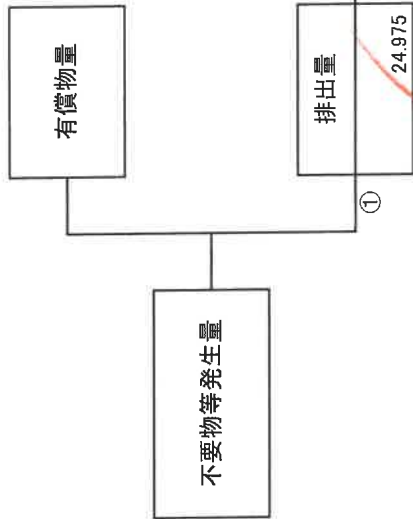 不要物等発生量
有償物量
①
排出量
24.975